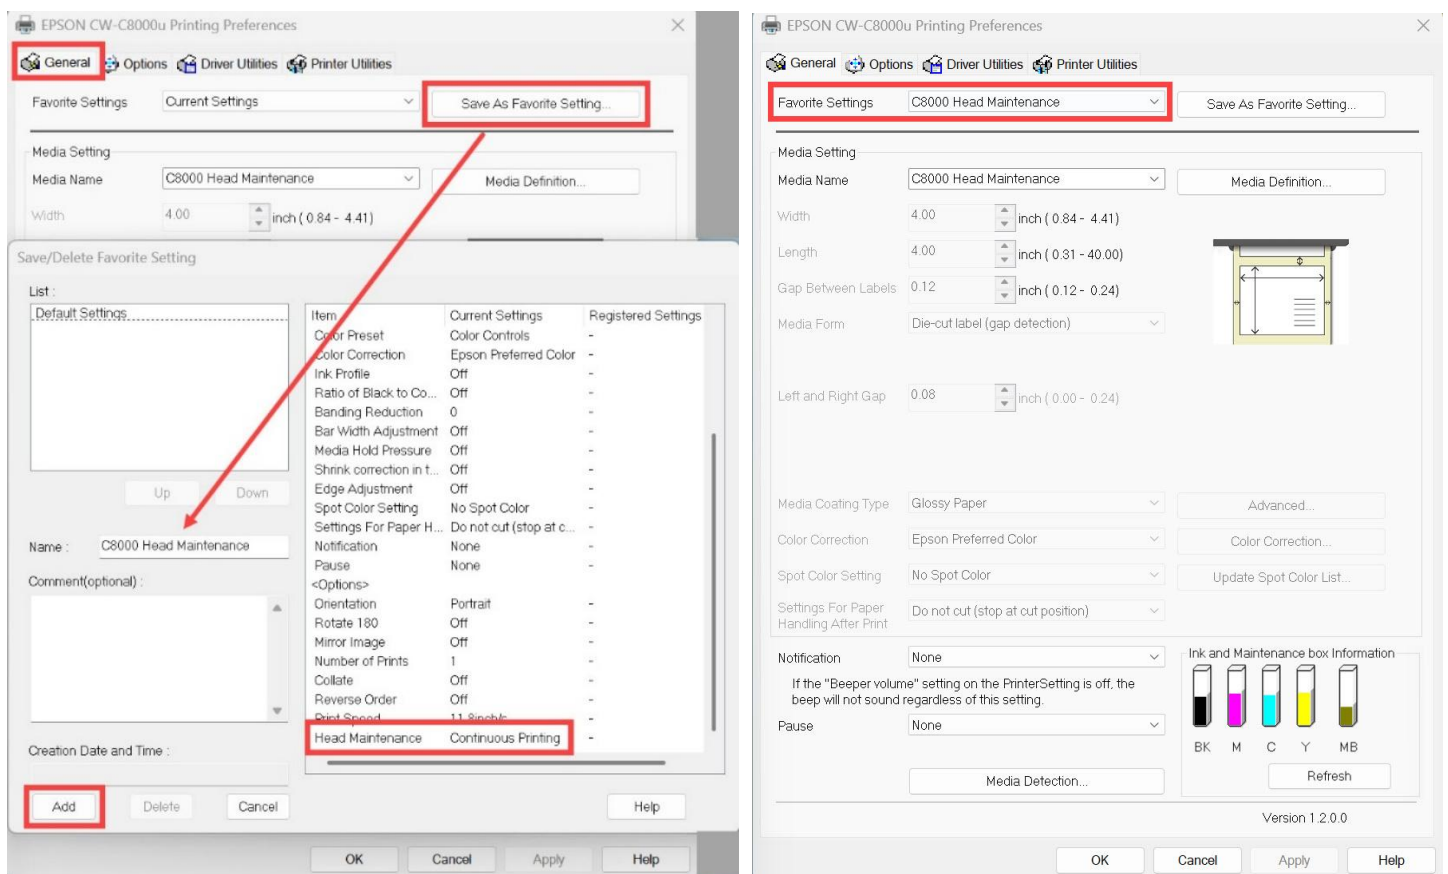 EPSON CW-C8000u Printing Preferences
General
Options
Driver Utilities
Printer Utilities
Favorite Settings
Current Settings
Save As Favorite Setting...
Media Setting
Media Name
C8000 Head Maintenance
Media Definition...
Width
4.00
inch ( 0.84 - 4.41)
Save/Delete Favorite Setting
List :
Default Settings
Up
Down
Name :
C8000 Head Maintenance
Comment(optional) :
Creation Date and Time :
Add
Delete
Cancel
Item Current Settings Registered Settings
Color Preset Color Controls -
Color Correction Epson Preferred Color -
Ink Profile Off -
Ratio of Black to Co... Off -
Banding Reduction 0 -
Bar Width Adjustment Off -
Media Hold Pressure Off -
Shrink correction in t... Off -
Edge Adjustment Off -
Spot Color Setting No Spot Color -
Settings For Paper H... Do not cut (stop at c... -
Notification None -
Pause None -
<Options>
Orientation Portrait -
Rotate 180 Off -
Mirror Image Off -
Number of Prints 1 -
Collate Off -
Reverse Order Off -
Print Speed 11.8inch/s -
Head Maintenance Continuous Printing -
Help
OK
Cancel
Apply
Help
EPSON CW-C8000u Printing Preferences
General
Options
Driver Utilities
Printer Utilities
Favorite Settings
C8000 Head Maintenance
Save As Favorite Setting...
Media Setting
Media Name
C8000 Head Maintenance
Media Definition...
Width
4.00
inch ( 0.84 - 4.41)
Length
4.00
inch ( 0.31 - 40.00)
Gap Between Labels
0.12
inch ( 0.12 - 0.24)
Media Form
Die-cut label (gap detection)
Left and Right Gap
0.08
inch ( 0.00 - 0.24)
Media Coating Type
Glossy Paper
Advanced...
Color Correction
Epson Preferred Color
Color Correction...
Spot Color Setting
No Spot Color
Update Spot Color List...
Settings For Paper
Handling After Print
Do not cut (stop at cut position)
Notification
None
If the "Beeper volume" setting on the PrinterSetting is off, the
beep will not sound regardless of this setting.
Pause
None
Media Detection...
Ink and Maintenance box Information
BK M C Y MB
Refresh
Version 1.2.0.0
OK
Cancel
Apply
Help